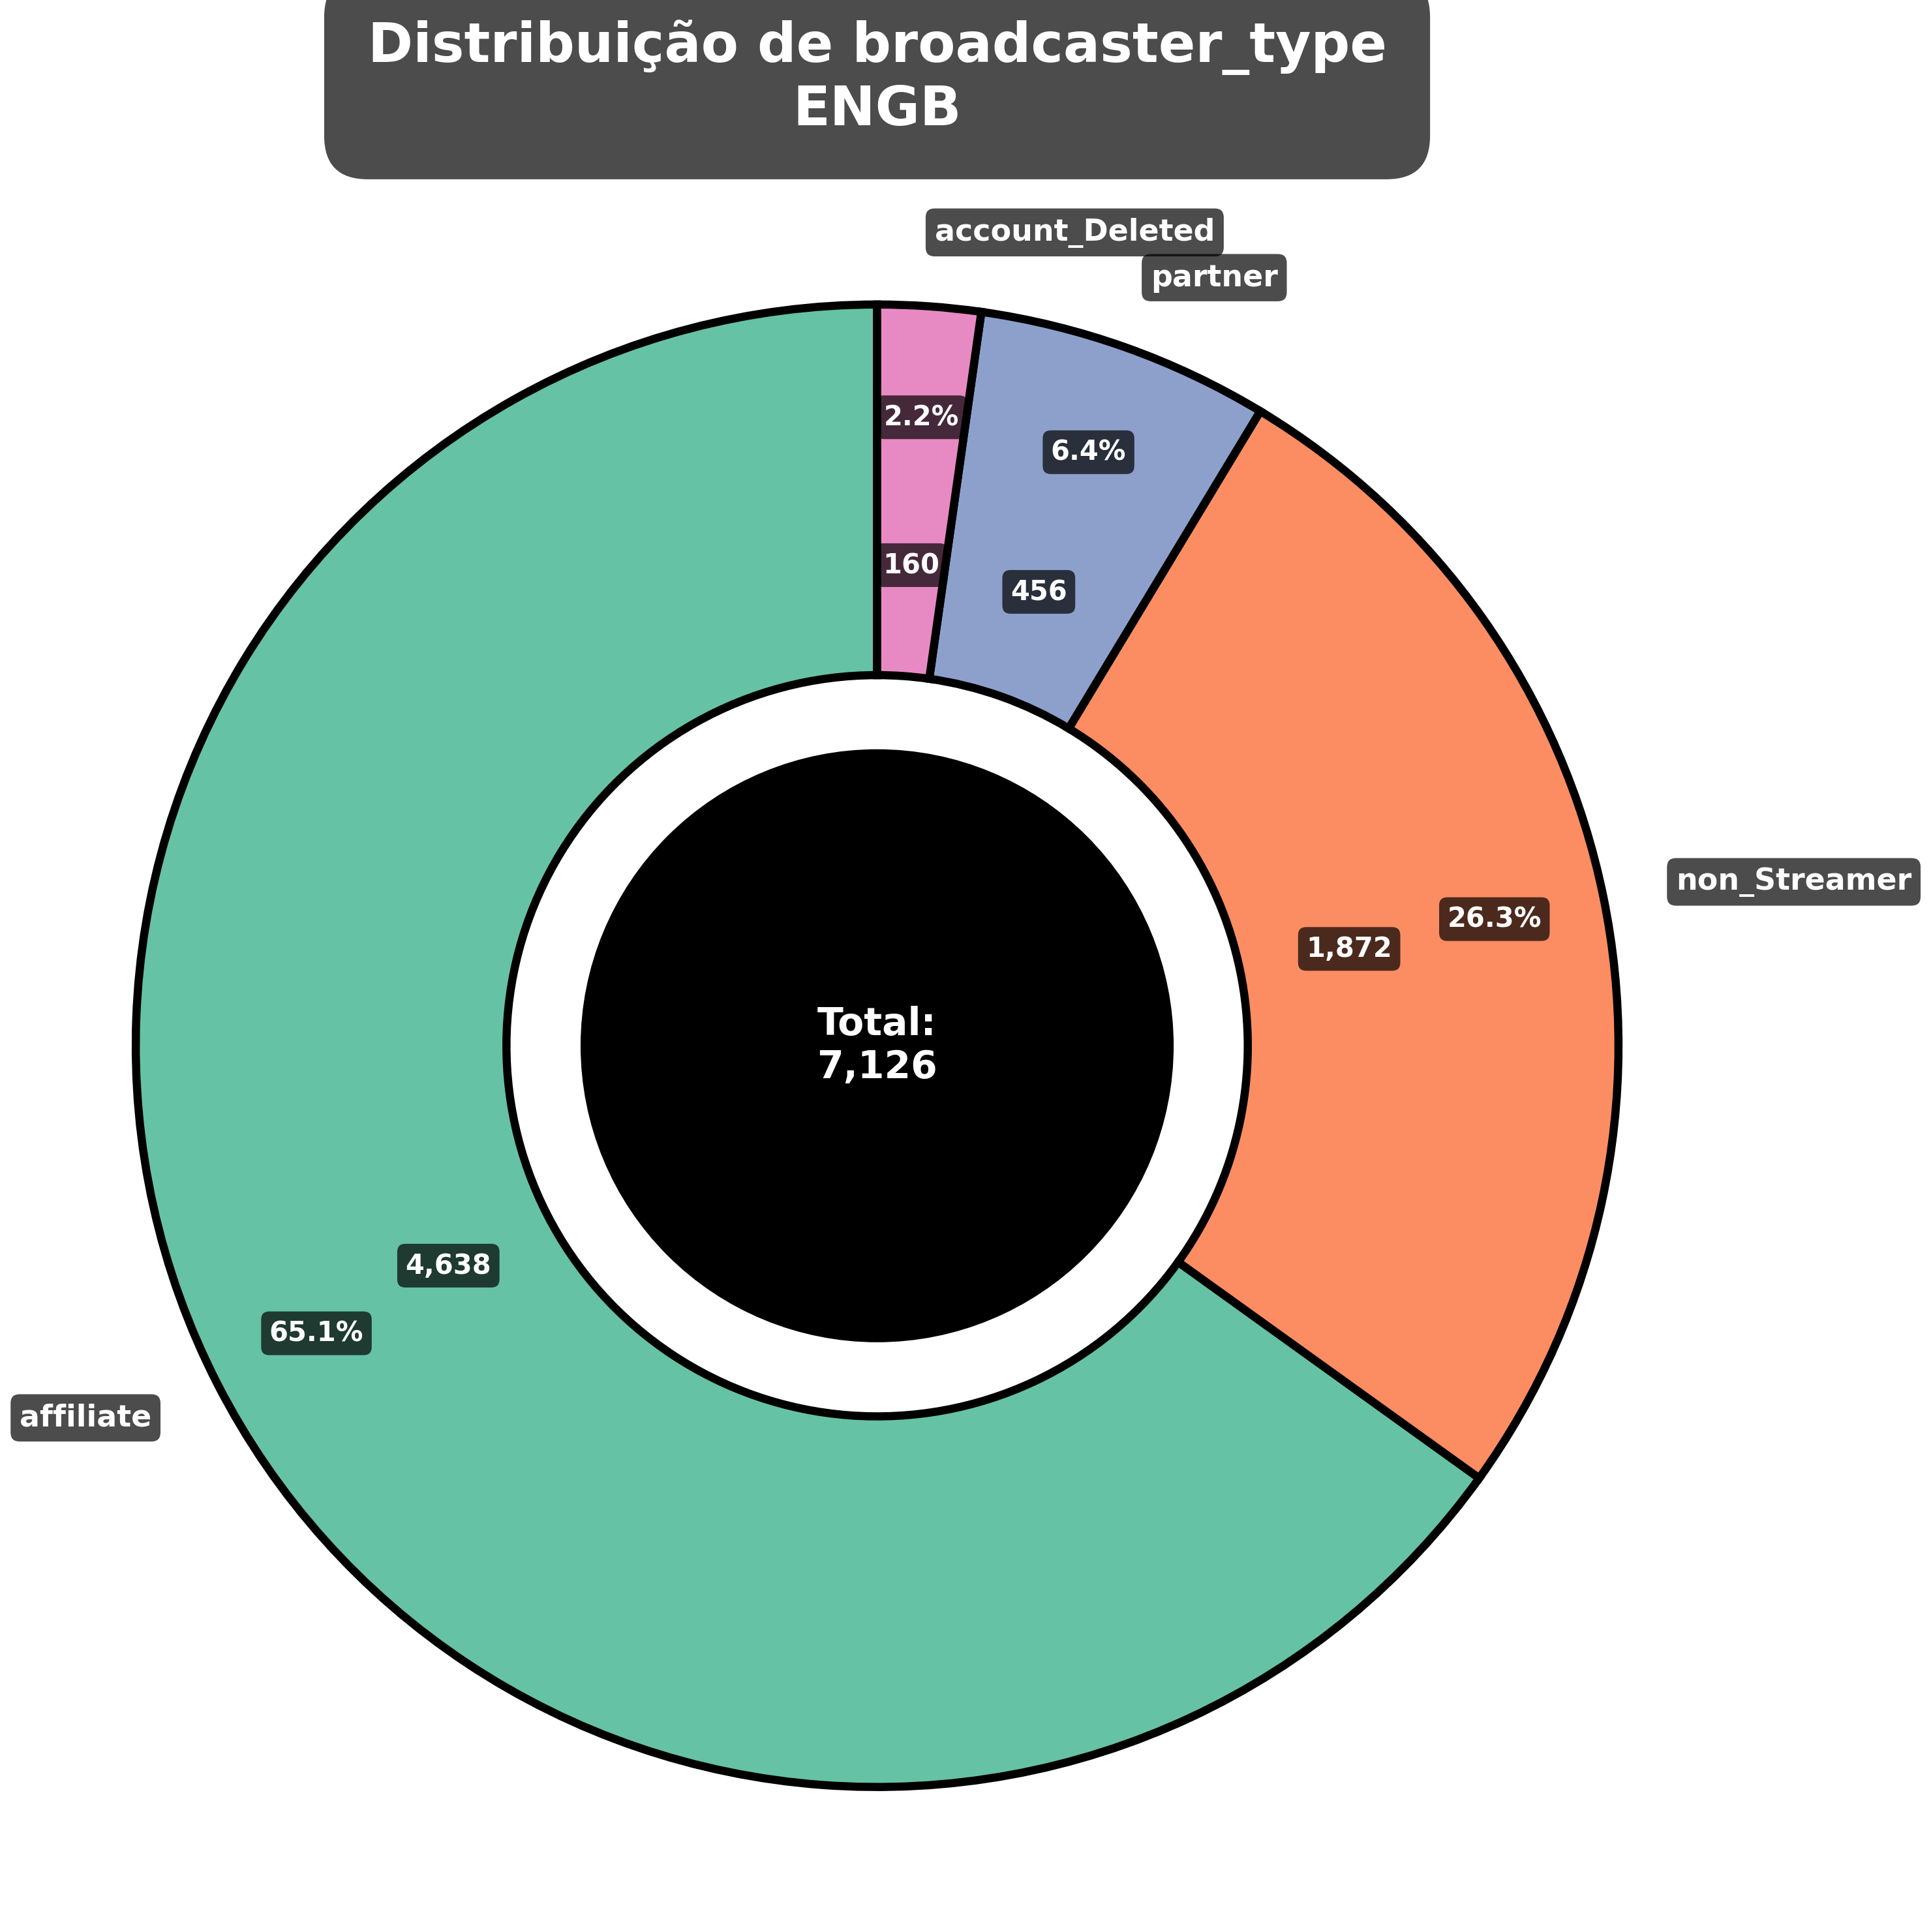 Distribuição de broadcaster_type
ENGB
account_Deleted
partner
2.2%
6.4%
160
456
non_Streamer
26.3%
1,872
Total:
7,126
4,638
65.1%
affiliate